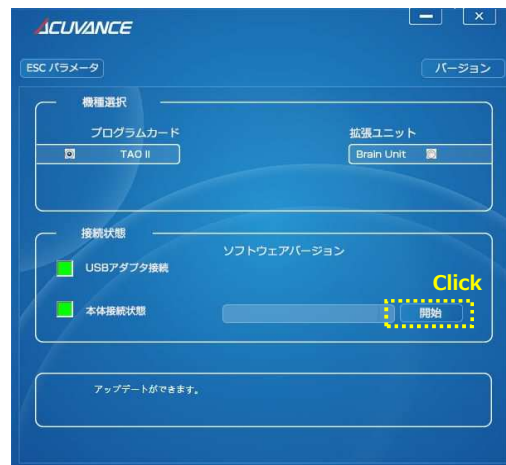 ACUVANCE
ESC パラメータ
バージョン
機種選択
プログラムカード
拡張ユニット
TAO II
Brain Unit
接続状態
ソフトウェアバージョン
USBアダプタ接続
Click
本体接続状態
開始
アップデートができます。